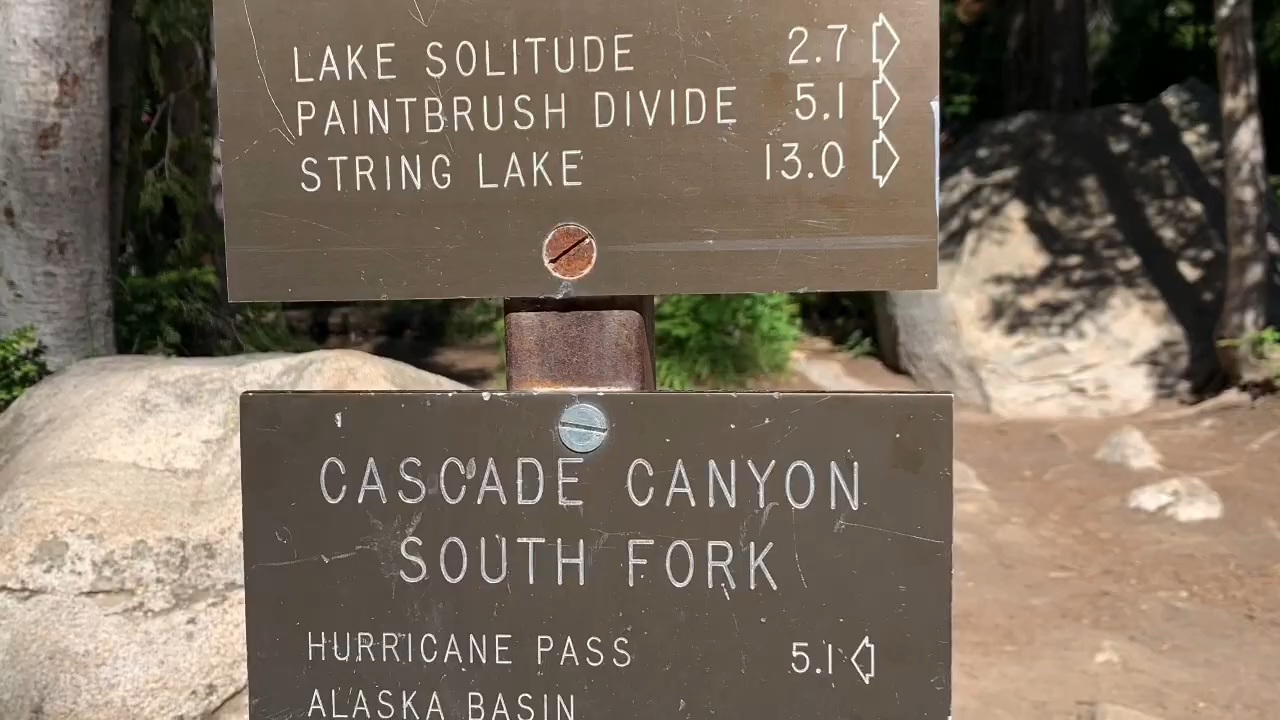 LAKE SOLITUDE 2.7
PAINTBRUSH DIVIDE 5.1
STRING LAKE 13.0
CASCADE CANYON
SOUTH FORK
HURRICANE PASS 5.1
ALASKA BASIN